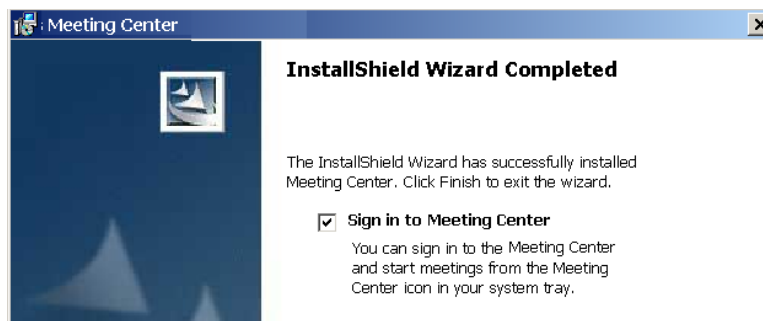 Meeting Center
InstallShield Wizard Completed
The InstallShield Wizard has successfully installed
Meeting Center. Click Finish to exit the wizard.
Sign in to Meeting Center
You can sign in to the Meeting Center
and start meetings from the Meeting
Center icon in your system tray.